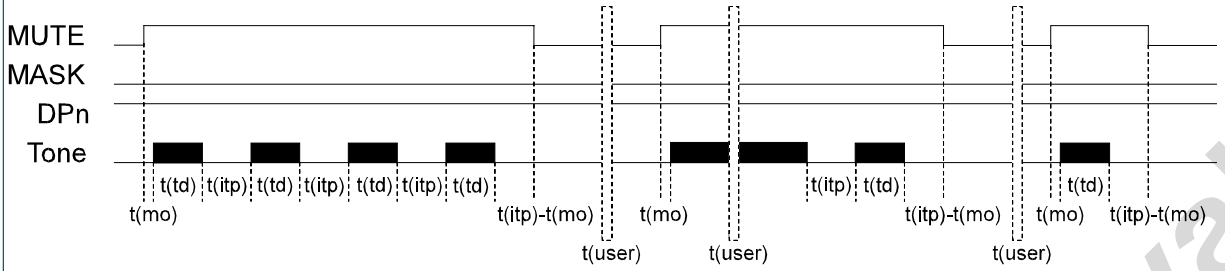 MUTE
MASK
DPn
Tone
t(td) t(itp) t(td) t(itp) t(td) t(itp) t(td) t(itp) t(td) t(td)
t(mo) t(itp)-t(mo) t(mo) t(itp)-t(mo) t(mo) t(itp)-t(mo)
t(user) t(user) t(user)